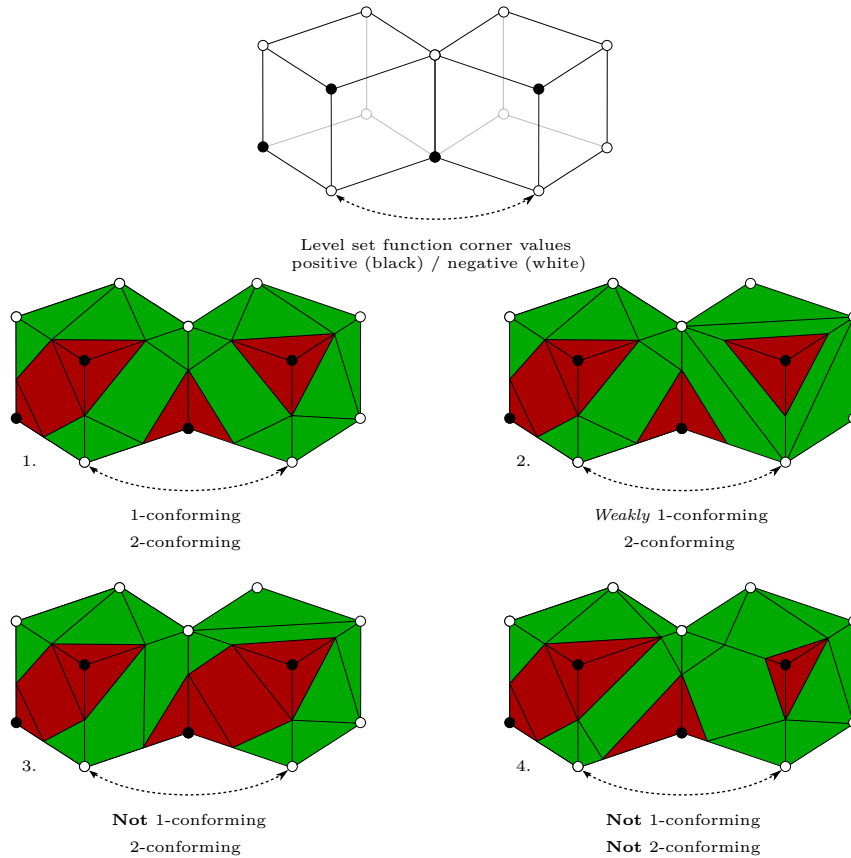 Level set function corner values
positive (black) / negative (white)
1.
2.
1-conforming
2-conforming
Weakly 1-conforming
2-conforming
3.
4.
Not 1-conforming
2-conforming
Not 1-conforming
Not 2-conforming